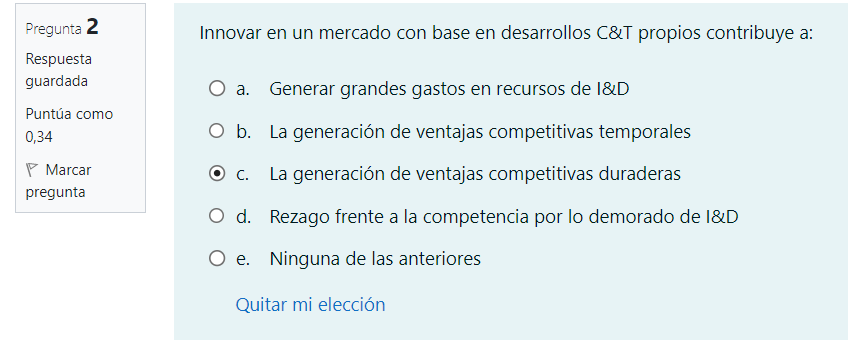 Pregunta 2
Respuesta
guardada
Puntúa como
0,34
Marcar
pregunta
Innovar en un mercado con base en desarrollos C&T propios contribuye a:
a. Generar grandes gastos en recursos de I&D
b. La generación de ventajas competitivas temporales
c. La generación de ventajas competitivas duraderas
d. Rezago frente a la competencia por lo demorado de I&D
e. Ninguna de las anteriores
Quitar mi elección